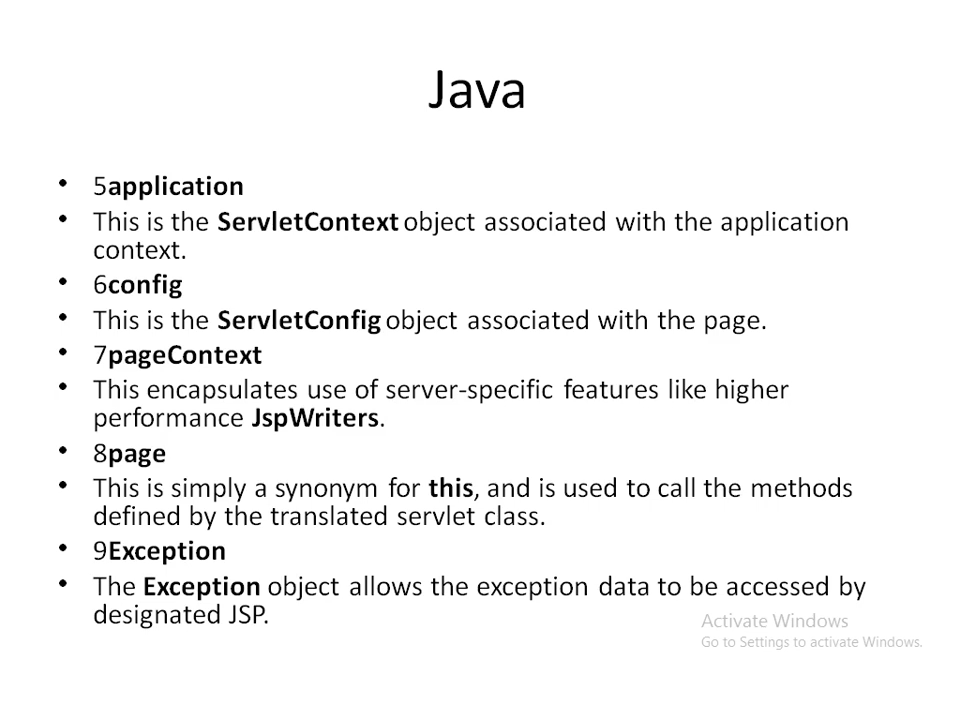 Java
• 5application
• This is the ServletContext object associated with the application
context.
• 6config
• This is the ServletConfig object associated with the page.
• 7pageContext
• This encapsulates use of server-specific features like higher
performance JspWriters.
• 8page
• This is simply a synonym for this, and is used to call the methods
defined by the translated servlet class.
• 9Exception
• The Exception object allows the exception data to be accessed by
designated JSP.
Activate Windows
Go to Settings to activate Windows.